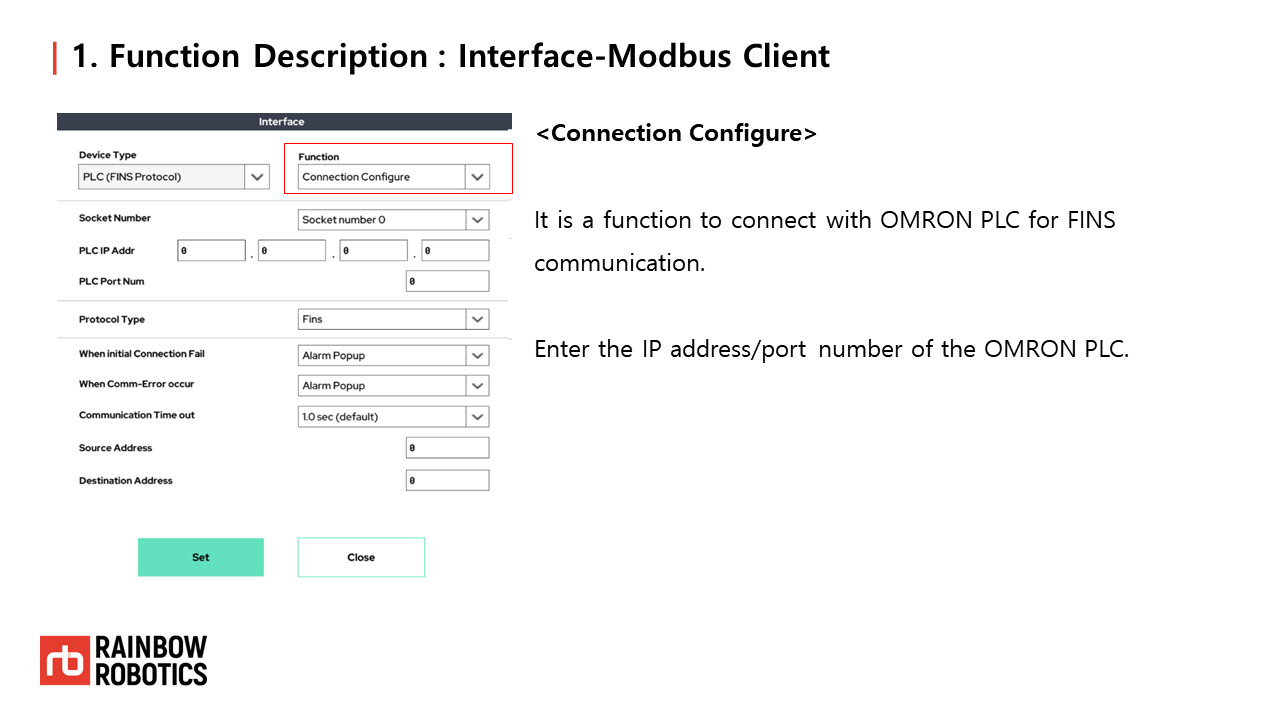 1. Function Description : Interface-Modbus Client
Interface
Device Type
Function
PLC (FINS Protocol)
Connection Configure
Socket Number
Socket number 0
PLC IP Addr
0 . 0 . 0 . 0
PLC Port Num
0
Protocol Type
Fins
When initial Connection Fail
Alarm Popup
When Comm-Error occur
Alarm Popup
Communication Time out
1.0 sec (default)
Source Address
0
Destination Address
0
Set
Close
<Connection Configure>
It is a function to connect with OMRON PLC for FINS
communication.
Enter the IP address/port number of the OMRON PLC.
rb
RAINBOW
ROBOTICS